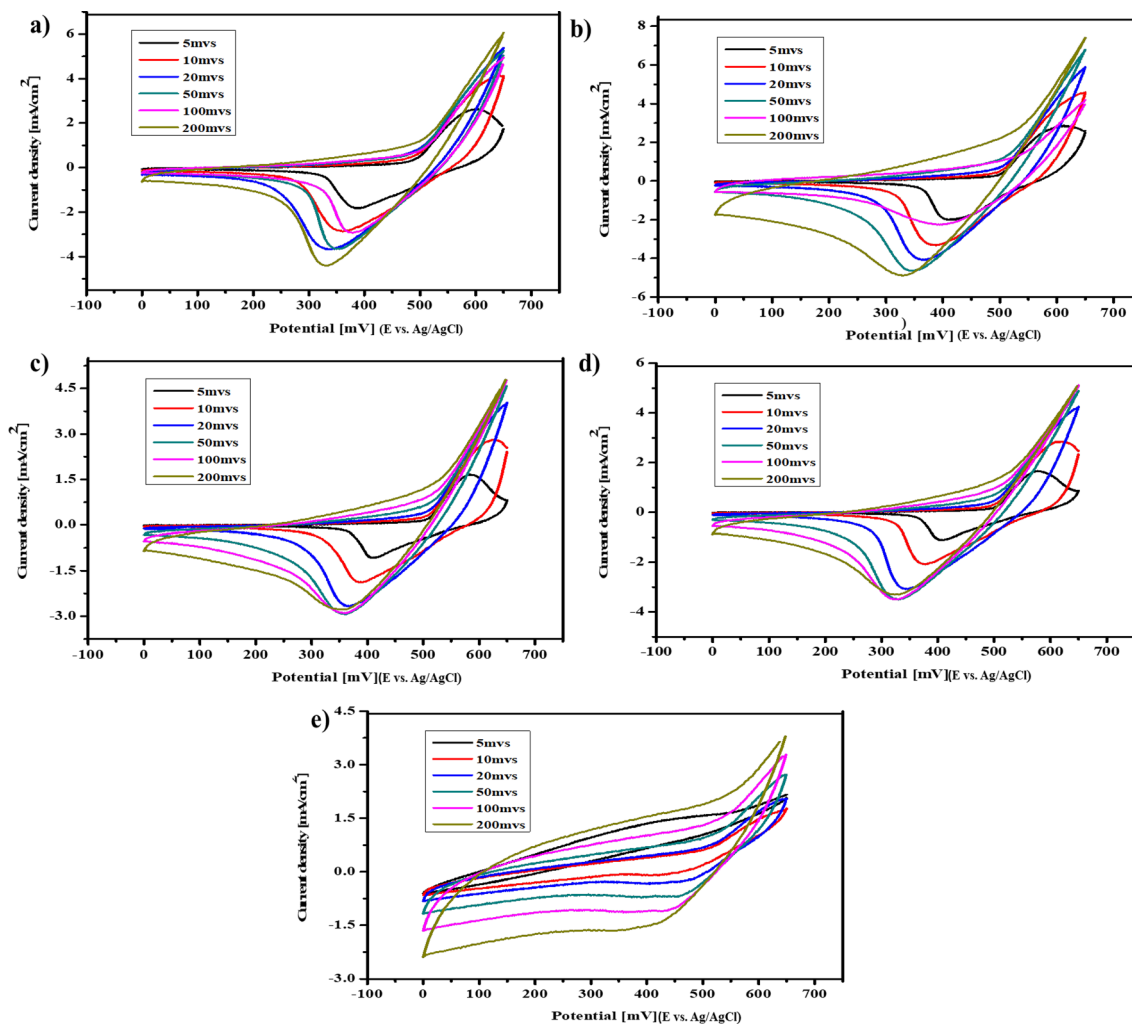 a)
Current density [mA/cm²]
6
4
2
0
-2
-4
5mvs
10mvs
20mvs
50mvs
100mvs
200mvs
-100 0 100 200 300 400 500 600 700
Potential [mV] (E vs. Ag/AgCl)
b)
Current density [mA/cm²]
8
6
4
2
0
-2
-4
-6
5mvs
10mvs
20mvs
50mvs
100mvs
200mvs
-100 0 100 200 300 400 500 600 700
)
Potential [mV] (E vs. Ag/AgCl)
c)
Current density [mA/cm²]
4.5
3.0
1.5
0.0
-1.5
-3.0
5mvs
10mvs
20mvs
50mvs
100mvs
200mvs
-100 0 100 200 300 400 500 600 700
Potential [mV](E vs. Ag/AgCl)
d)
Current density [mA/cm²]
6
4
2
0
-2
-4
5mvs
10mvs
20mvs
50mvs
100mvs
200mvs
-100 0 100 200 300 400 500 600 700
Potential [mV](E vs. Ag/AgCl)
e)
Current density [mA/cm²]
4.5
3.0
1.5
0.0
-1.5
-3.0
5mvs
10mvs
20mvs
50mvs
100mvs
200mvs
-100 0 100 200 300 400 500 600 700
Potential [mV](E vs. Ag/AgCl)